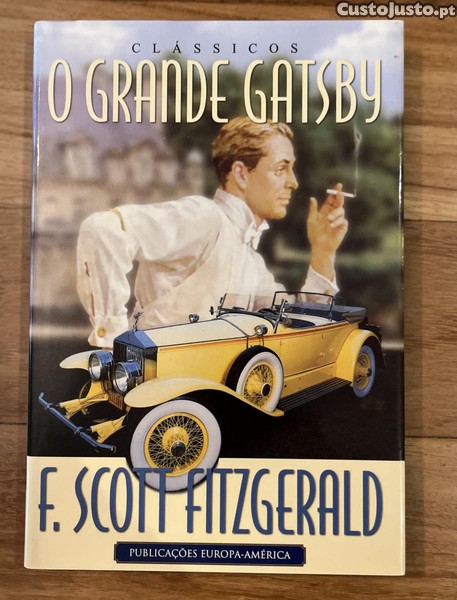 CustoJusto.pt
CLÁSSICOS
O GRANDE GATSBY
F. SCOTT FITZGERALD
PUBLICAÇÕES EUROPA-AMÉRICA